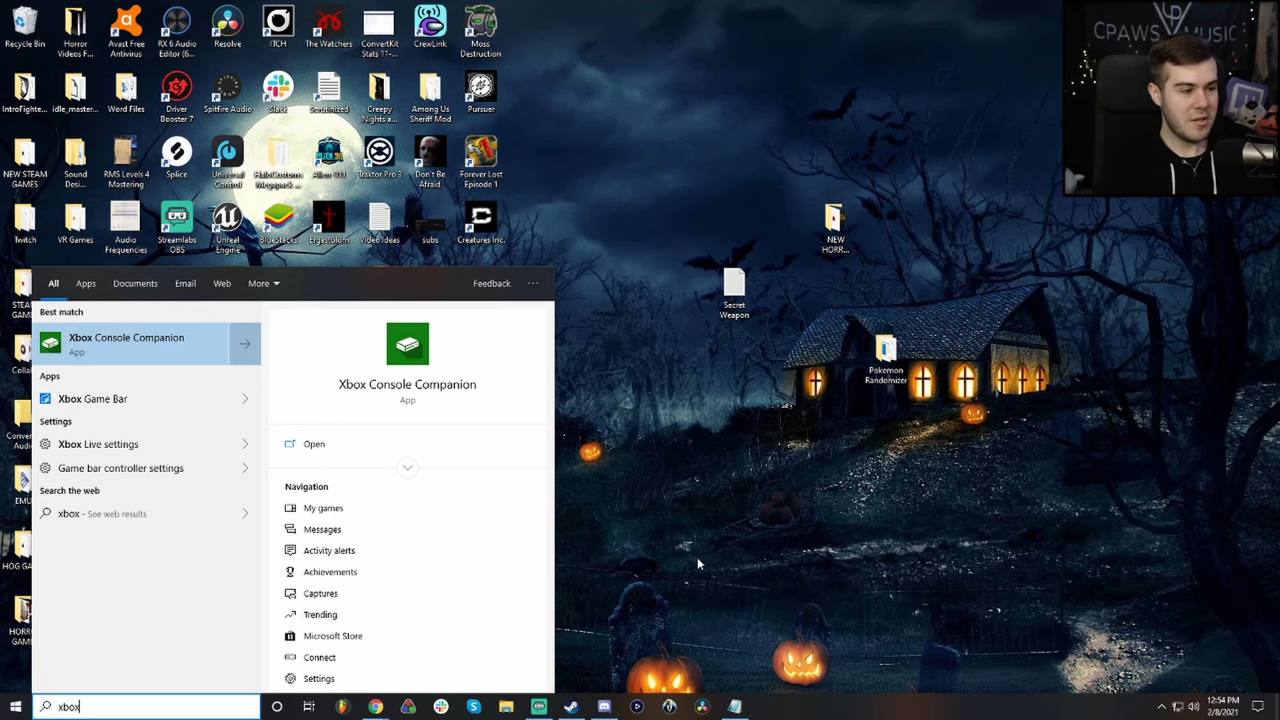 Recycle Bin
Horror Videos F...
Avast Free Antivirus
RX 6 Audio Editor (6...
Resolve
ITCH
The Watchers
ConvertKit Stats 11-...
CrewLink
Moss Destruction
IntroFighte...
idle_master...
Word Files
Driver Booster 7
Spitfire Audio
Slack
Scrutinized
Creepy Nights a...
Among Us Sheriff Mod
Pursuer
NEW STEAM GAMES
Sound Desi...
RMS Levels 4 Mastering
Splice
Universal Control
HaloCustoms Megapack ...
Alien 911
Traktor Pro 3
Don't Be Afraid
Forever Lost Episode 1
Twitch
VR Games
Audio Frequencies
Streamlabs OBS
Unreal Engine
BlueStacks
Ergastulum
Video Ideas
subs
Creatures Inc.
CPAWS MUSIC
NEW HORR...
Secret Weapon
Pokemon Randomizer
All
Apps
Documents
Email
Web
More
Feedback
...
Best match
Xbox Console Companion
App
Apps
Xbox Game Bar
Settings
Xbox Live settings
Game bar controller settings
Search the web
xbox - See web results
Xbox Console Companion
App
Open
Navigation
My games
Messages
Activity alerts
Achievements
Captures
Trending
Microsoft Store
Connect
Settings
xbox
12:54 PM
2/8/2021